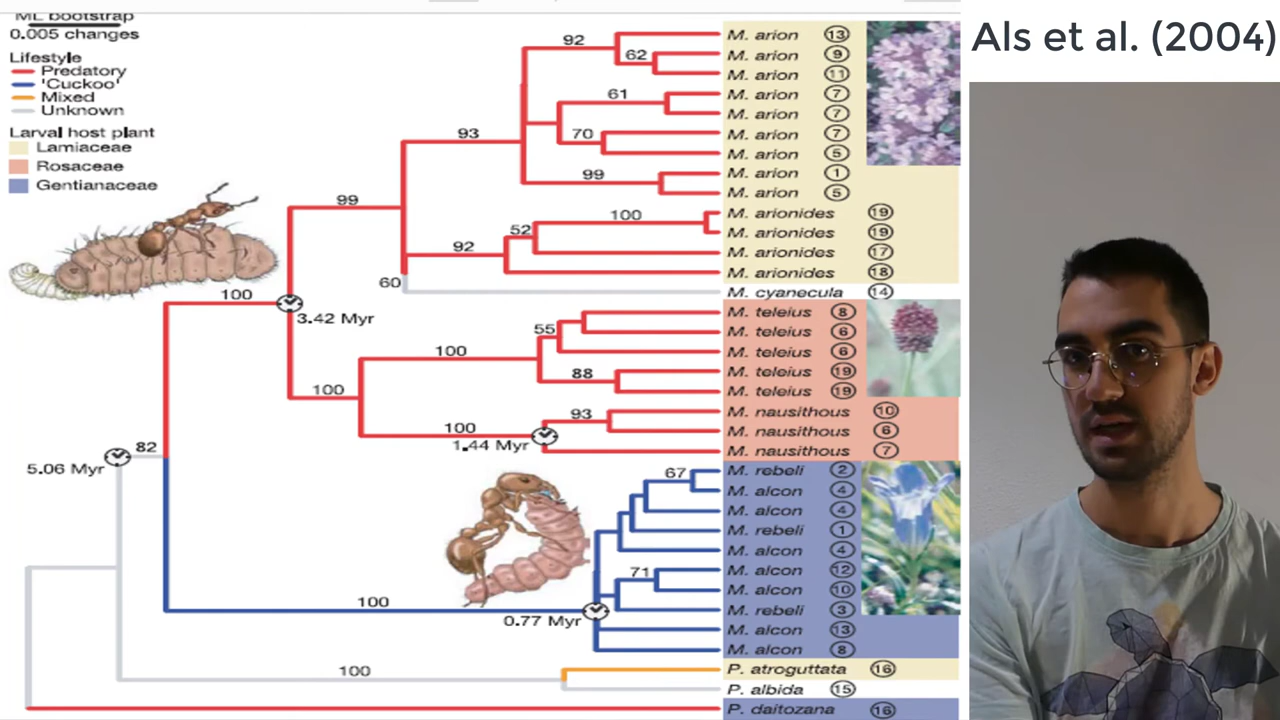 ML bootstrap
0.005 changes
Lifestyle
Predatory
'Cuckoo'
Mixed
Unknown
Larval host plant
Lamiaceae
Rosaceae
Gentianaceae
Als et al. (2004)
92
62
61
93
70
99
99
100
52
92
60
100
3.42 Myr
55
100
88
100
93
100
1.44 Myr
82
5.06 Myr
67
71
100
0.77 Myr
100
M. arion 13
M. arion 9
M. arion 11
M. arion 7
M. arion 7
M. arion 7
M. arion 5
M. arion 1
M. arion 5
M. arionides 19
M. arionides 19
M. arionides 17
M. arionides 18
M. cyanecula 14
M. teleius 8
M. teleius 6
M. teleius 6
M. teleius 19
M. teleius 19
M. nausithous 10
M. nausithous 6
M. nausithous 7
M. rebeli 2
M. alcon 4
M. alcon 4
M. rebeli 1
M. alcon 4
M. alcon 12
M. alcon 10
M. rebeli 3
M. alcon 13
M. alcon 8
P. atroguttata 16
P. albida 15
P. daitozana 16